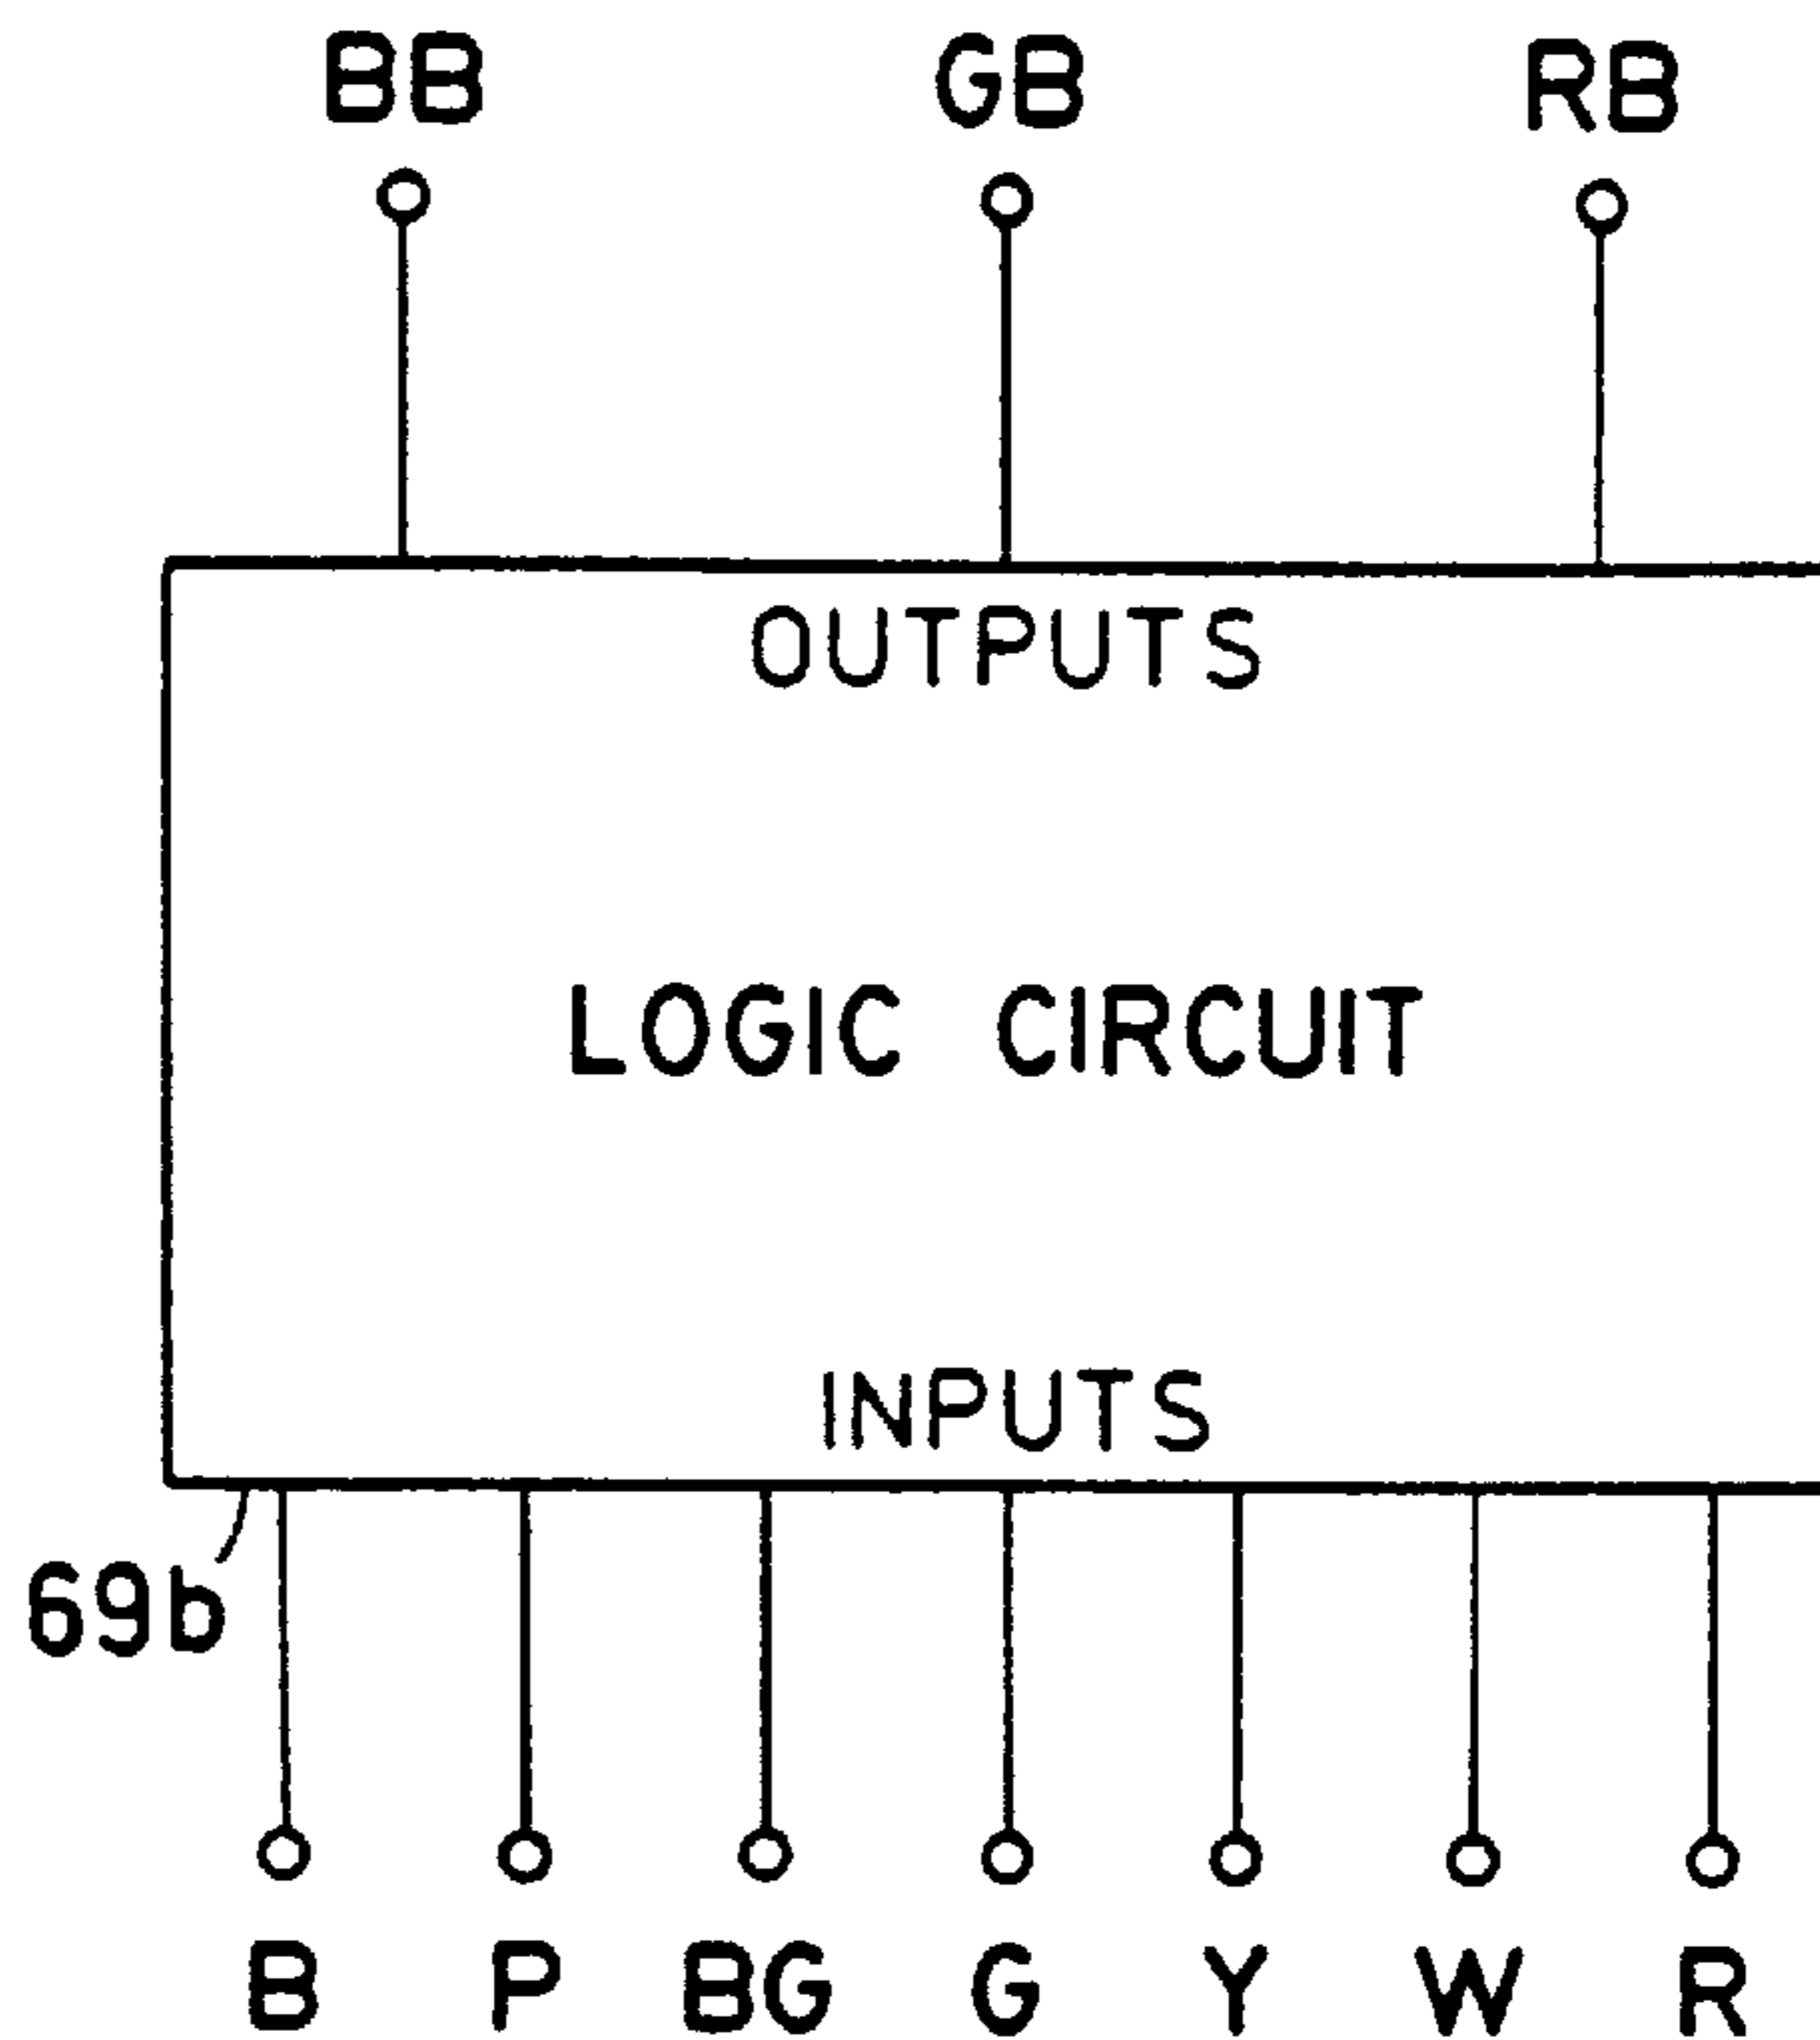 BB GB RB
OUTPUTS
LOGIC CIRCUIT
INPUTS
69b
B P BG G Y W R